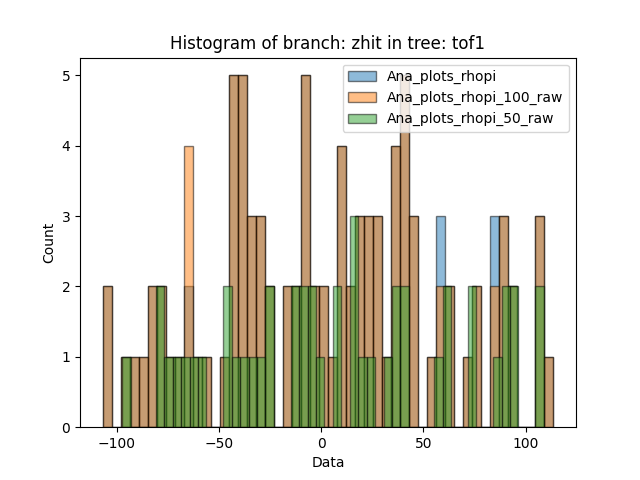 Histogram of branch: zhit in tree: tof1
Ana_plots_rhopi
Ana_plots_rhopi_100_raw
Ana_plots_rhopi_50_raw
Count
5
4
3
2
1
0
−100
−50
0
50
100
Data